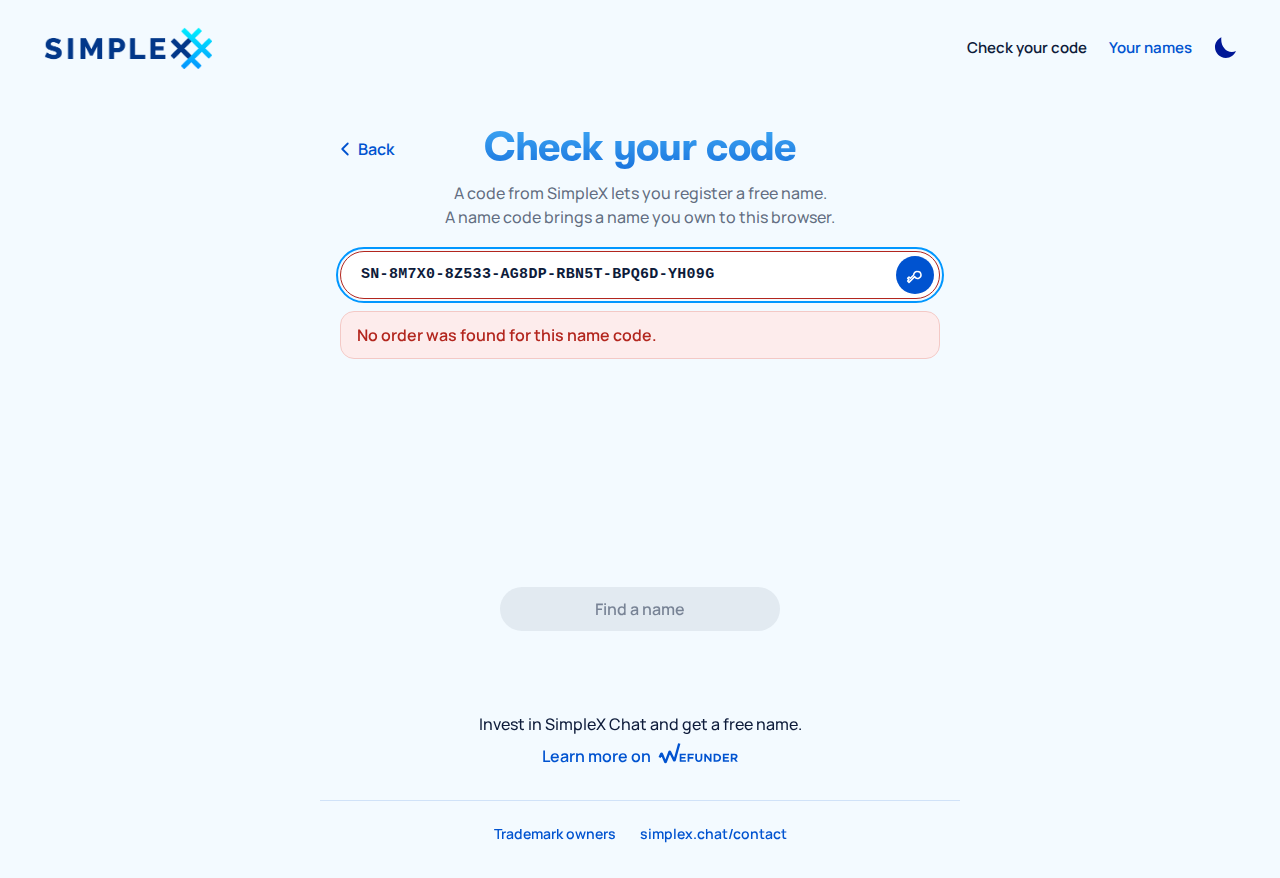 SIMPLEX
Check your code
Your names
Back
Check your code
A code from SimpleX lets you register a free name.
A name code brings a name you own to this browser.
SN-8M7X0-8Z533-AG8DP-RBN5T-BPQ6D-YH09G
No order was found for this name code.
Find a name
Invest in SimpleX Chat and get a free name.
Learn more on WEFUNDER
Trademark owners
simplex.chat/contact